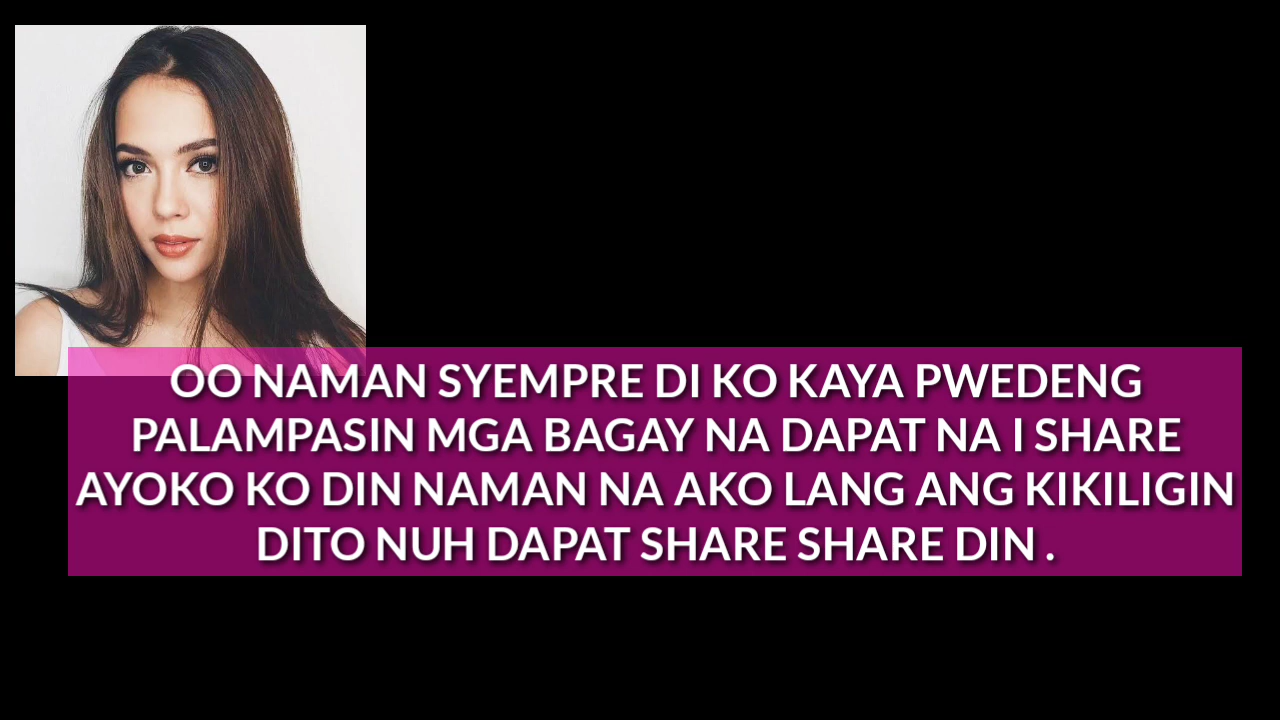 OO NAMAN SYEMPRE DI KO KAYA PWEDENG
PALAMPASIN MGA BAGAY NA DAPAT NA I SHARE
AYOKO KO DIN NAMAN NA AKO LANG ANG KIKILIGIN
DITO NUH DAPAT SHARE SHARE DIN .